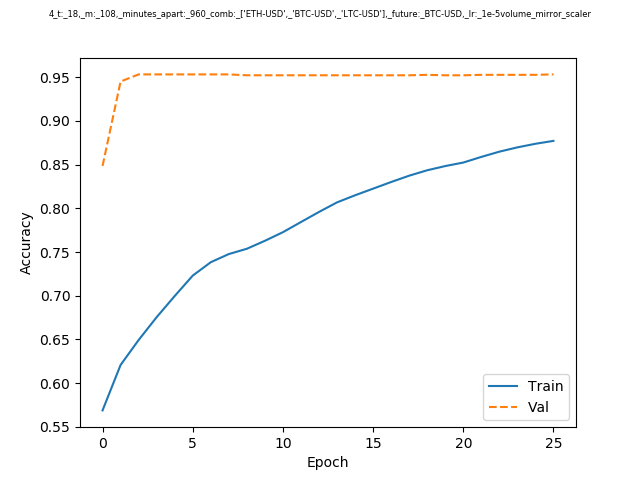 4_t:_18,_m:_108,_minutes_apart:_960_comb:_['ETH-USD',_'BTC-USD',_'LTC-USD'],_future:_BTC-USD,_lr:_1e-5volume_mirror_scaler
0.95
0.90
0.85
0.80
0.75
0.70
0.65
0.60
0.55
Accuracy
Train
Val
0 5 10 15 20 25
Epoch